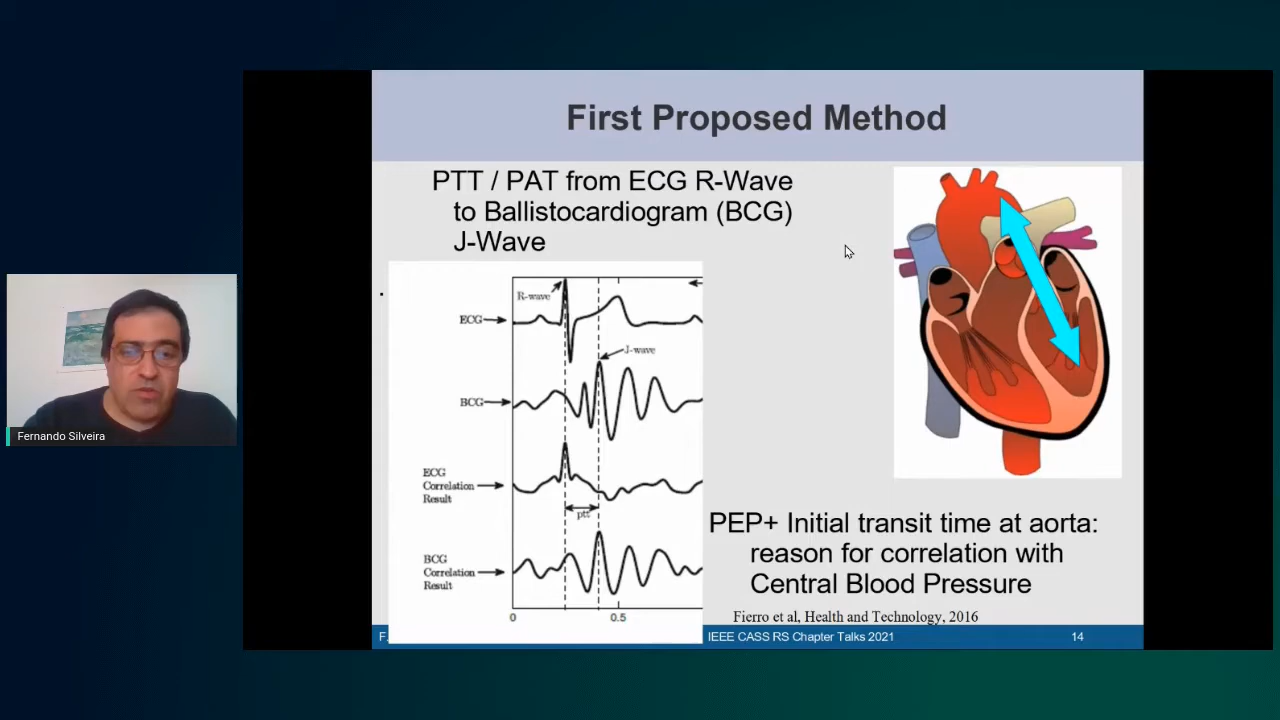 First Proposed Method
PTT / PAT from ECG R-Wave
to Ballistocardiogram (BCG)
J-Wave
R-wave
ECG
J-wave
BCG
ECG
Correlation
Result
ptt
BCG
Correlation
Result
0
0.5
PEP+ Initial transit time at aorta:
reason for correlation with
Central Blood Pressure
Fierro et al, Health and Technology, 2016
F.
IEEE CASS RS Chapter Talks 2021
14
Fernando Silveira